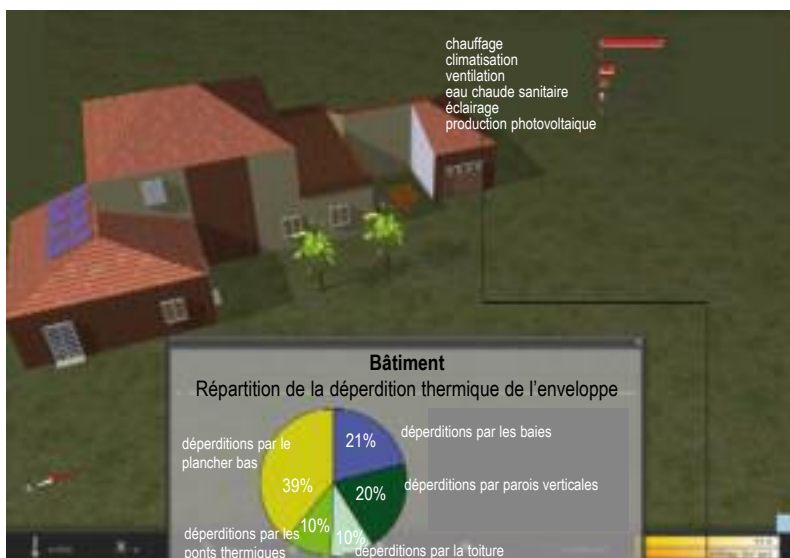 chauffage
climatisation
ventilation
eau chaude sanitaire
éclairage
production photovoltaique
Bâtiment
Répartition de la déperdition thermique de l’enveloppe
déperditions par les baies
21%
déperditions par le
plancher bas
39%
20%
déperditions par parois verticales
déperditions par les
ponts thermiques
10%
10%
déperditions par la toiture